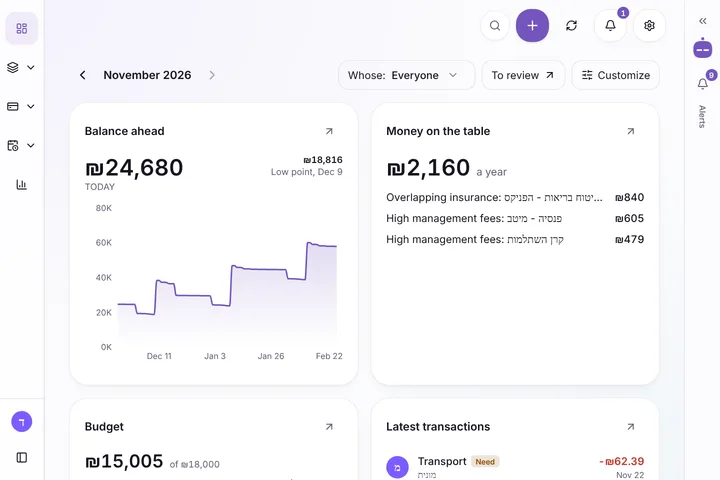 1
November 2026
Whose: Everyone
To review
Customize
9
Alerts
Balance ahead
₪24,680
TODAY
₪18,816
Low point, Dec 9
80K
60K
40K
20K
0K
Dec 11
Jan 3
Jan 26
Feb 22
Money on the table
₪2,160 a year
Overlapping insurance: ביטוח בריאות - הפניקס... ₪840
High management fees: פנסיה - מיטב ₪605
High management fees: קרן השתלמות ₪479
Budget
₪15,005 of ₪18,000
Latest transactions
מ
Transport Need -₪62.39
מונית Nov 22
ד